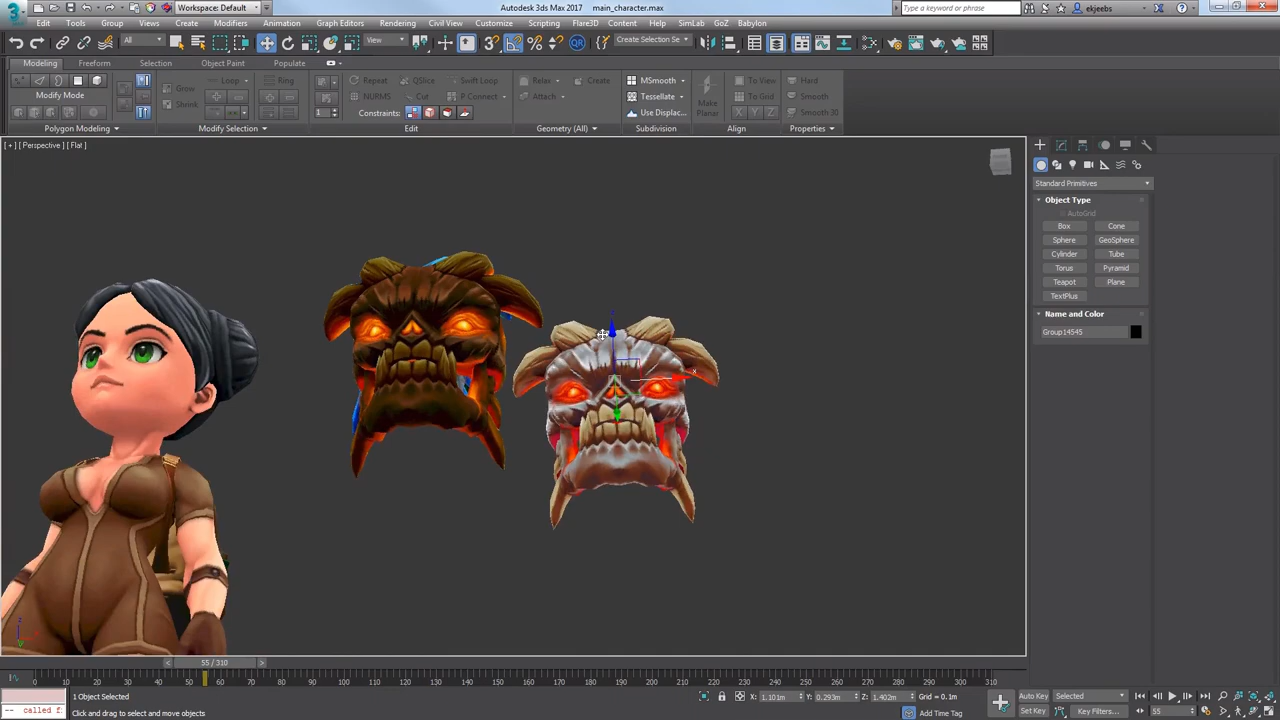 Workspace: Default
Autodesk 3ds Max 2017 main_character.max
Type a keyword or phrase
ekjeebs
Edit Tools Group Views Create Modifiers Animation Graph Editors Rendering Civil View Customize Scripting Flare3D Content Help SimLab GoZ Babylon
All
View
Create Selection Se
Modeling Freeform Selection Object Paint Populate
Modify Mode
Grow
Shrink
Loop
Ring
Repeat QSlice Swift Loop
NURMS Cut P Connect
Constraints:
Relax Create
Attach
MSmooth
Tessellate
Use Displac...
Make Planar
To View
To Grid
X Y Z
Hard
Smooth
Smooth 30
Polygon Modeling
Modify Selection
Edit
Geometry (All)
Subdivision
Align
Properties
[ + ] [ Perspective ] [ Flat ]
Standard Primitives
Object Type
AutoGrid
Box Cone
Sphere GeoSphere
Cylinder Tube
Torus Pyramid
Teapot Plane
TextPlus
Name and Color
Group14545
x
55 / 310
0 10 20 30 40 50 60 70 80 90 100 110 120 130 140 150 160 170 180 190 200 210 220 230 240 250 260 270 280 290 300 310
1 Object Selected
X: 1.101m Y: 0.293m Z: 1.402m Grid = 0.1m
Auto Key Selected
-- called f:
Click and drag to select and move objects
Add Time Tag
Set Key Key Filters... 55